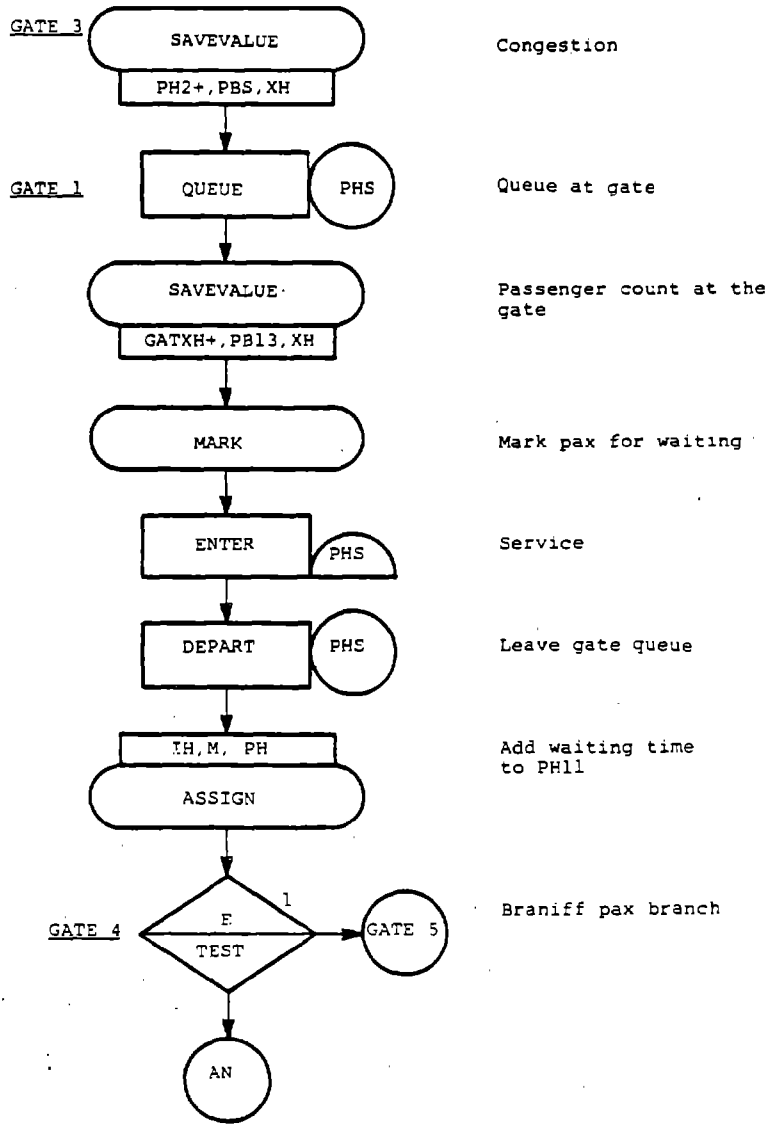 GATE 3
SAVEVALUE
Congestion
PH2+,PBS,XH
GATE 1
QUEUE
PHS
Queue at gate
SAVEVALUE
Passenger count at the
gate
GATXH+,PB13,XH
MARK
Mark pax for waiting
ENTER
PHS
Service
DEPART
PHS
Leave gate queue
IH,M, PH
Add waiting time
to PH11
ASSIGN
1
Braniff pax branch
GATE 4
E
TEST
GATE 5
AN